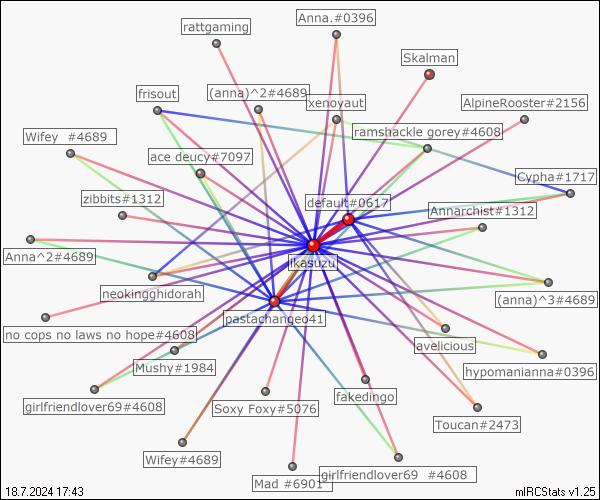 Anna.#0396
rattgaming
Skalman
frisout
(anna)^2#4689
xenoyaut
AlpineRooster#2156
Wifey  #4689
ramshackle gorey#4608
ace deucy#7097
Cypha#1717
zibbits#1312
default#0617
Annarchist#1312
Anna^2#4689
jikasuzu
neokingghidorah
(anna)^3#4689
pastachangeo41
no cops no laws no hope#4608
avelicious
Mushy#1984
hypomanianna#0396
girlfriendlover69#4608
Soxy Foxy#5076
fakedingo
Toucan#2473
Wifey#4689
Mad #6901
girlfriendlover69  #4608
18.7.2024 17:43
mIRCStats v1.25